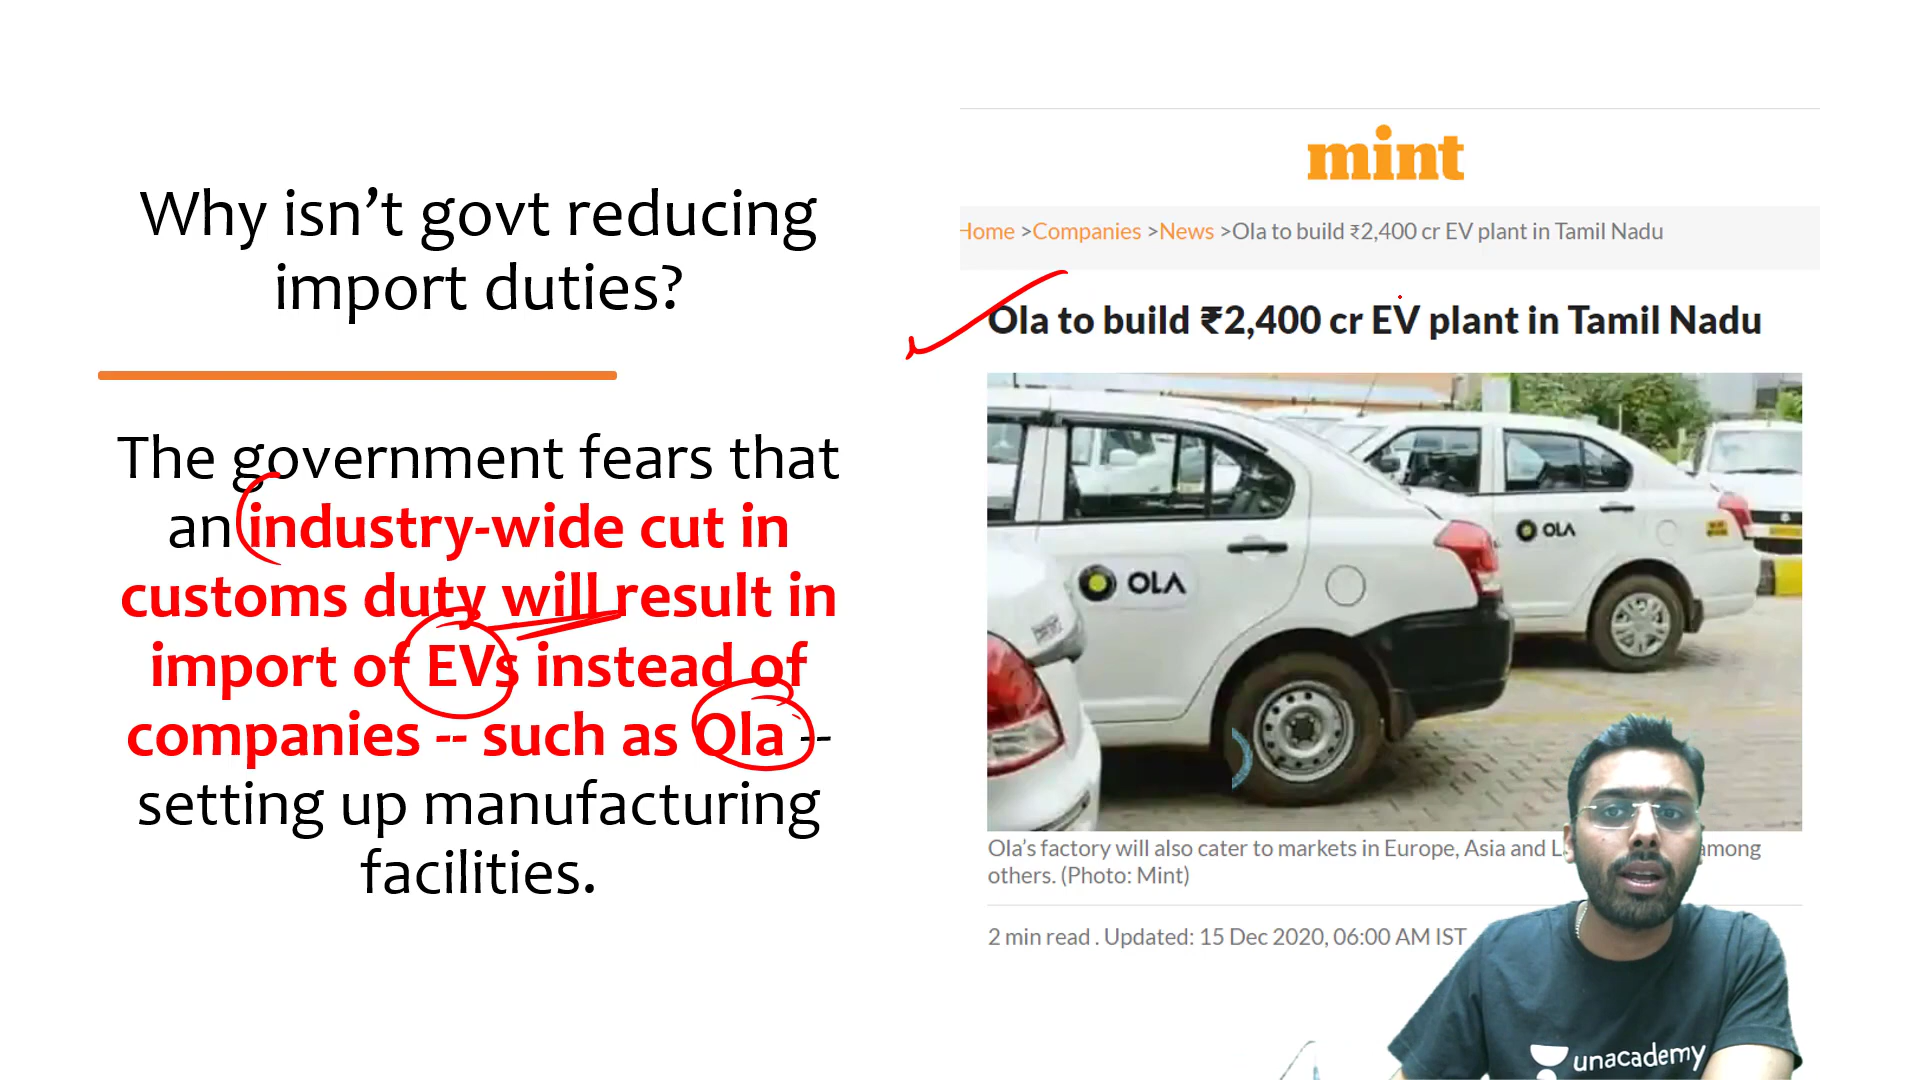 Why isn’t govt reducing
import duties?
The government fears that
an industry-wide cut in
customs duty will result in
import of EVs instead of
companies -- such as Ola --
setting up manufacturing
facilities.
mint
Home >Companies >News >Ola to build ₹2,400 cr EV plant in Tamil Nadu
Ola to build ₹2,400 cr EV plant in Tamil Nadu
OLA
OLA
Ola’s factory will also cater to markets in Europe, Asia and among
others. (Photo: Mint)
2 min read . Updated: 15 Dec 2020, 06:00 AM IST
unacademy